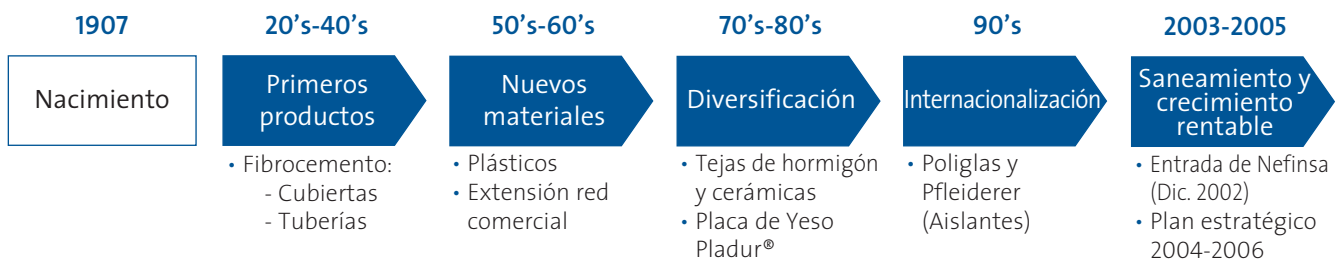 1907
Nacimiento
20's-40's
Primeros
productos
• Fibrocemento:
- Cubiertas
- Tuberías
50's-60's
Nuevos
materiales
• Plásticos
• Extensión red
comercial
70's-80's
Diversificación
• Tejas de hormigón
y cerámicas
• Placa de Yeso
Pladur®
90's
Internacionalización
• Poliglas y
Pfleiderer
(Aislantes)
2003-2005
Saneamiento y
crecimiento
rentable
• Entrada de Nefinsa
(Dic. 2002)
• Plan estratégico
2004-2006